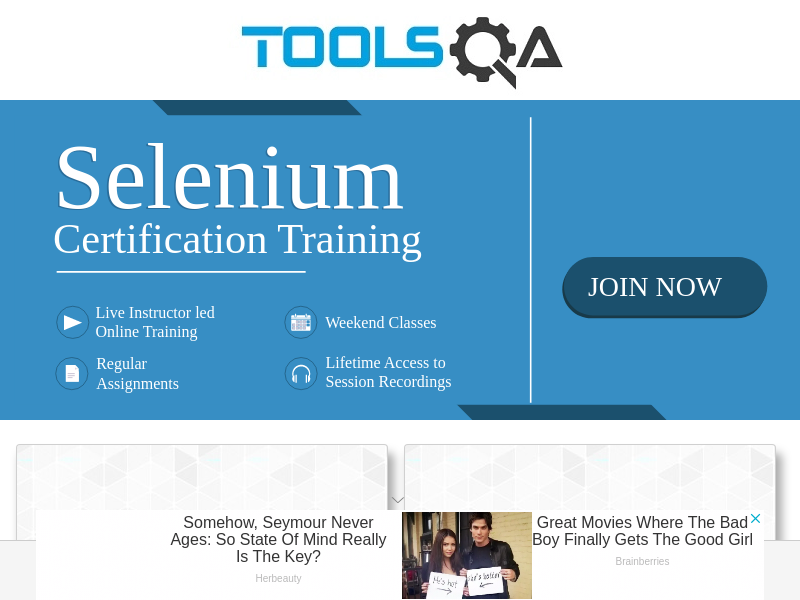 TOOLSQA
Selenium
Certification Training
JOIN NOW
Live Instructor led
Online Training
Weekend Classes
Regular
Assignments
Lifetime Access to
Session Recordings
Somehow, Seymour Never
Ages: So State Of Mind Really
Is The Key?
Herbeauty
He's hot
She's hotter
Great Movies Where The Bad
Boy Finally Gets The Good Girl
Brainberries